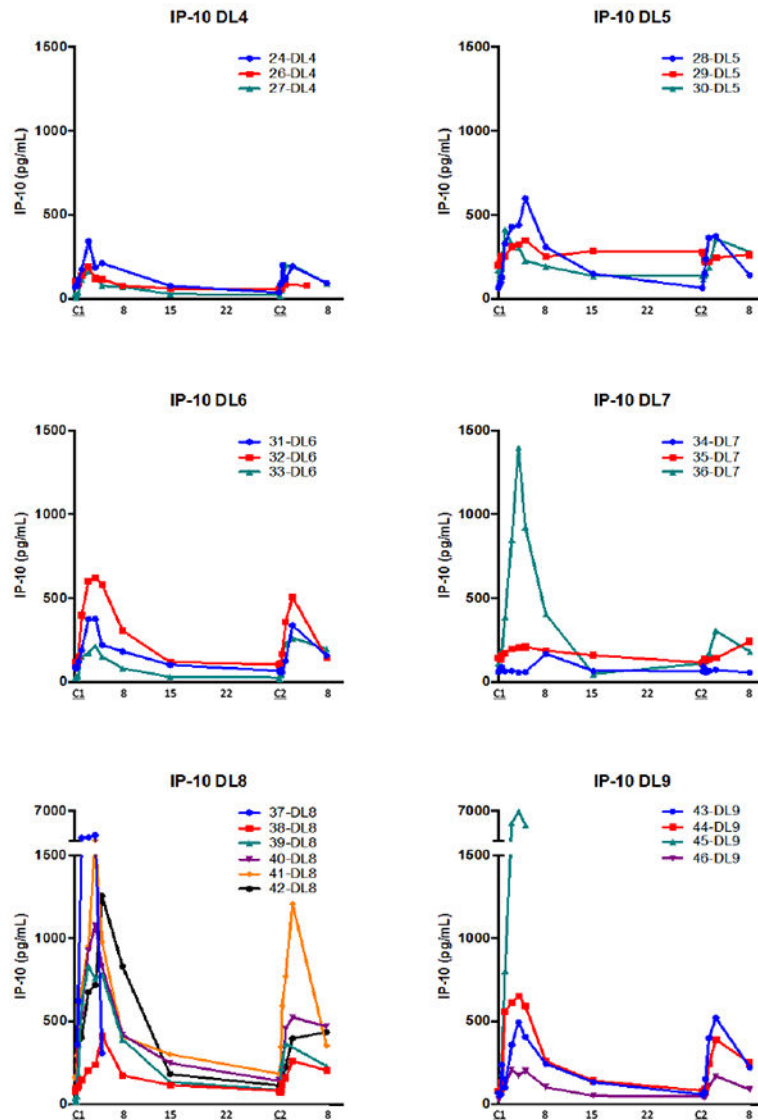 IP-10 DL4
1500
1000
500
0
IP-10 (pg/mL)
24-DL4
26-DL4
27-DL4
C1 8 15 22 C2 8
IP-10 DL5
1500
1000
500
0
IP-10 (pg/mL)
28-DL5
29-DL5
30-DL5
C1 8 15 22 C2 8
IP-10 DL6
1500
1000
500
0
IP-10 (pg/mL)
31-DL6
32-DL6
33-DL6
C1 8 15 22 C2 8
IP-10 DL7
1500
1000
500
0
IP-10 (pg/mL)
34-DL7
35-DL7
36-DL7
C1 8 15 22 C2 8
IP-10 DL8
7000
1500
1000
500
0
IP-10 (pg/mL)
37-DL8
38-DL8
39-DL8
40-DL8
41-DL8
42-DL8
C1 8 15 22 C2 8
IP-10 DL9
7000
1500
1000
500
0
IP-10 (pg/mL)
43-DL9
44-DL9
45-DL9
46-DL9
C1 8 15 22 C2 8